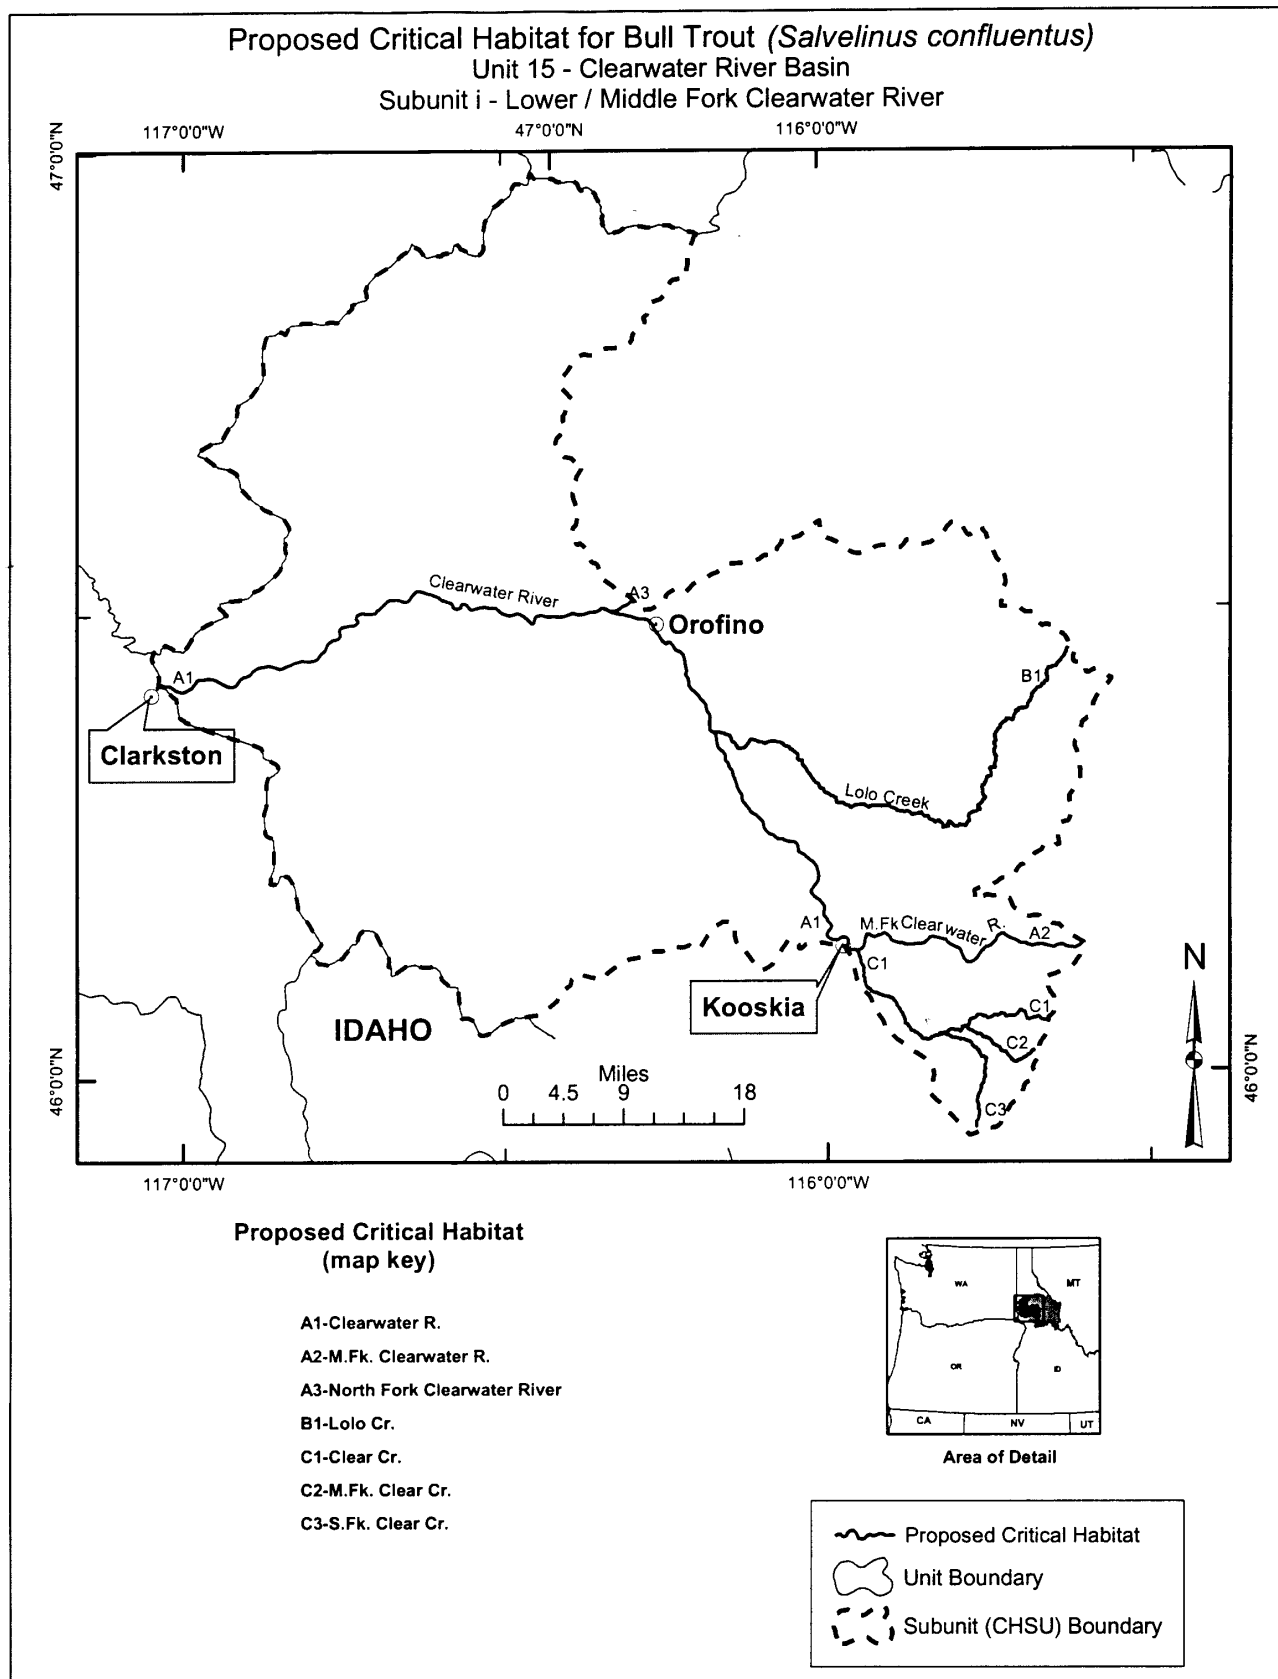 Proposed Critical Habitat for Bull Trout (Salvelinus confluentus)
Unit 15 - Clearwater River Basin
Subunit i - Lower / Middle Fork Clearwater River
117°0'0"W
47°0'0"N
116°0'0"W
47°0'0"N
Clearwater River
A3
Orofino
A1
B1
Clarkston
Lolo Creek
A1
M.Fk Clearwater R.
A2
C1
Kooskia
C1
C2
C3
IDAHO
N
Miles
0 4.5 9 18
46°0'0"N
46°0'0"N
117°0'0"W
116°0'0"W
Proposed Critical Habitat
(map key)
A1-Clearwater R.
A2-M.Fk. Clearwater R.
A3-North Fork Clearwater River
B1-Lolo Cr.
C1-Clear Cr.
C2-M.Fk. Clear Cr.
C3-S.Fk. Clear Cr.
WA
MT
OR
ID
CA
NV
UT
Area of Detail
Proposed Critical Habitat
Unit Boundary
Subunit (CHSU) Boundary